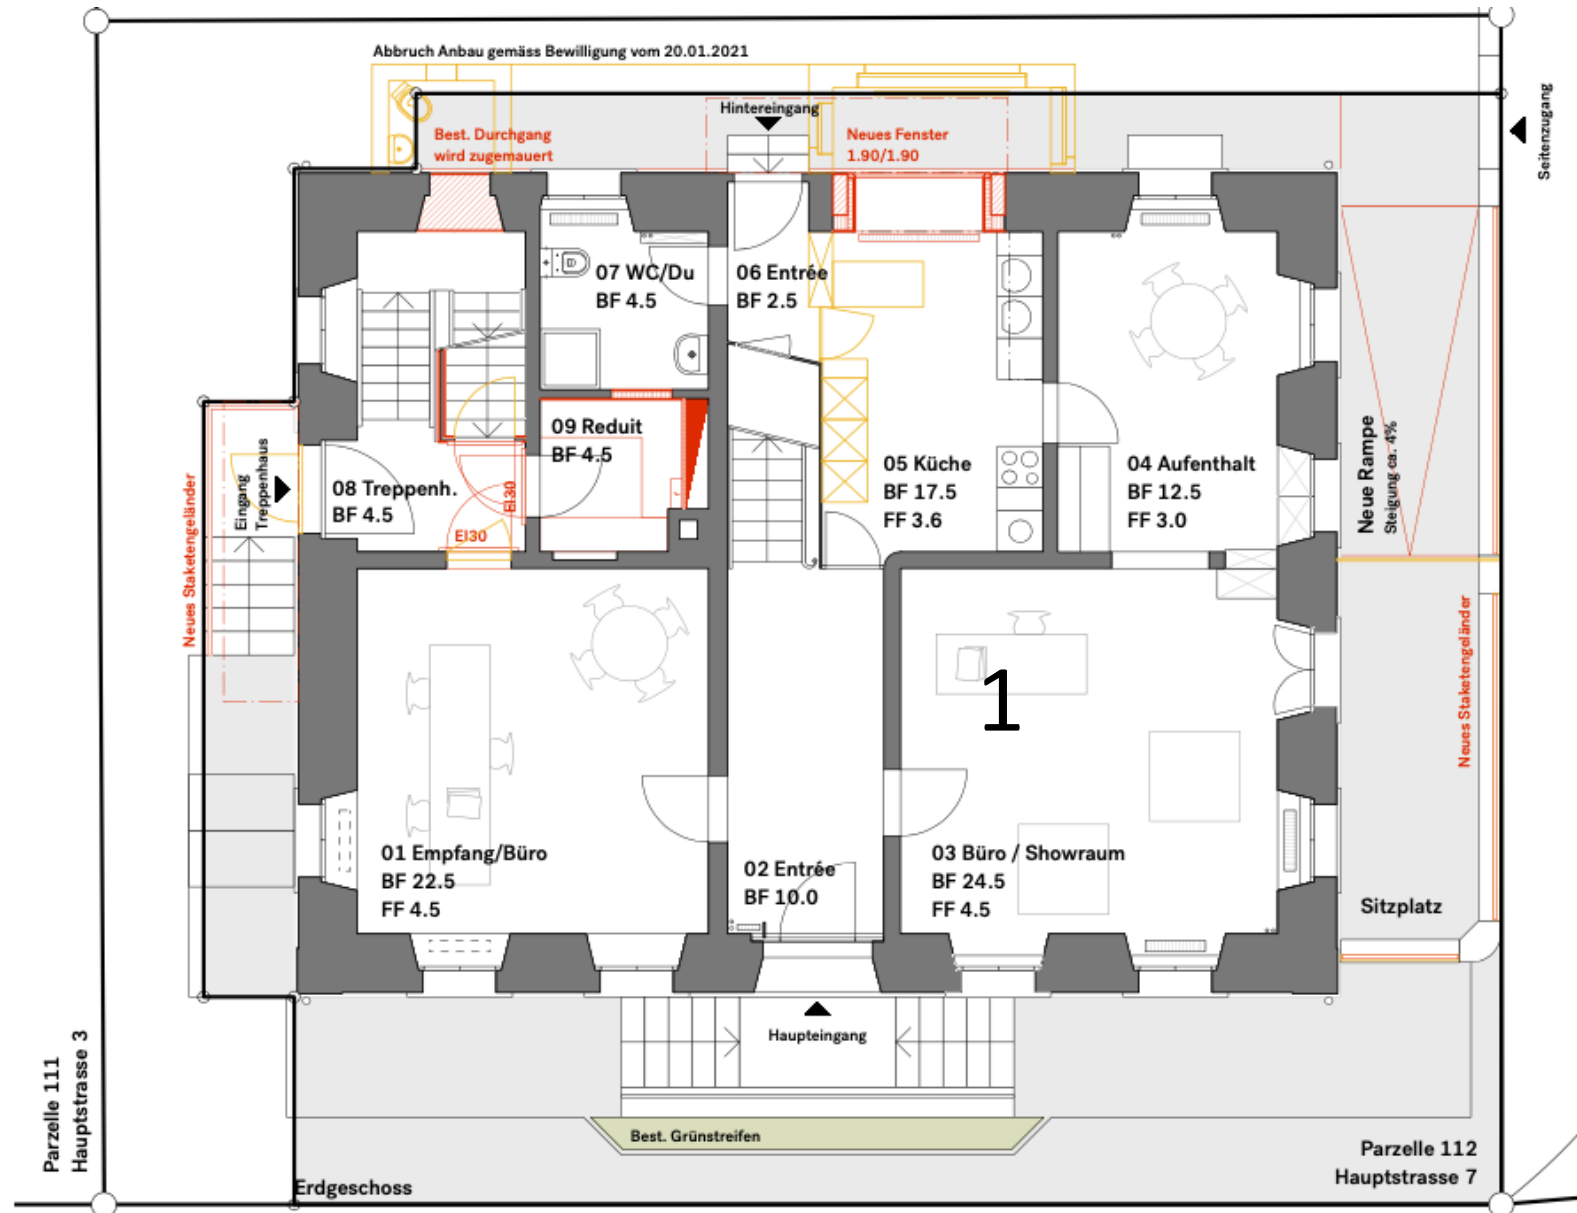 Abbruch Anbau gemäss Bewilligung vom 20.01.2021
Hintereingang
Best. Durchgang
wird zugemauert
Neues Fenster
1.90/1.90
Seitenzugang
07 WC/Du
BF 4.5
06 Entrée
BF 2.5
09 Reduit
BF 4.5
05 Küche
BF 17.5
FF 3.6
04 Aufenthalt
BF 12.5
FF 3.0
Neue Rampe
Steigung ca. 4%
Neues Staketengeländer
Eingang
Treppenhaus
08 Treppenh.
BF 4.5
EI30
EI30
1
Neues Staketengeländer
01 Empfang/Büro
BF 22.5
FF 4.5
02 Entrée
BF 10.0
03 Büro / Showraum
BF 24.5
FF 4.5
Sitzplatz
Haupteingang
Parzelle 111
Hauptstrasse 3
Best. Grünstreifen
Parzelle 112
Hauptstrasse 7
Erdgeschoss